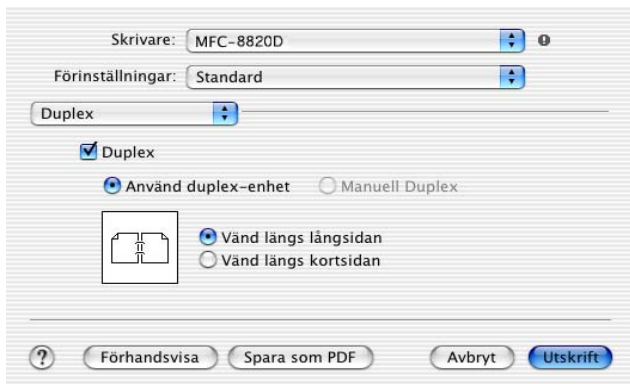 Skrivare: MFC-8820D
Förinställningar: Standard
Duplex
Duplex
Använd duplex-enhet Manuell Duplex
Vänd längs långsidan
Vänd längs kortsidan
? Förhandsvisa Spara som PDF Avbryt Utskrift